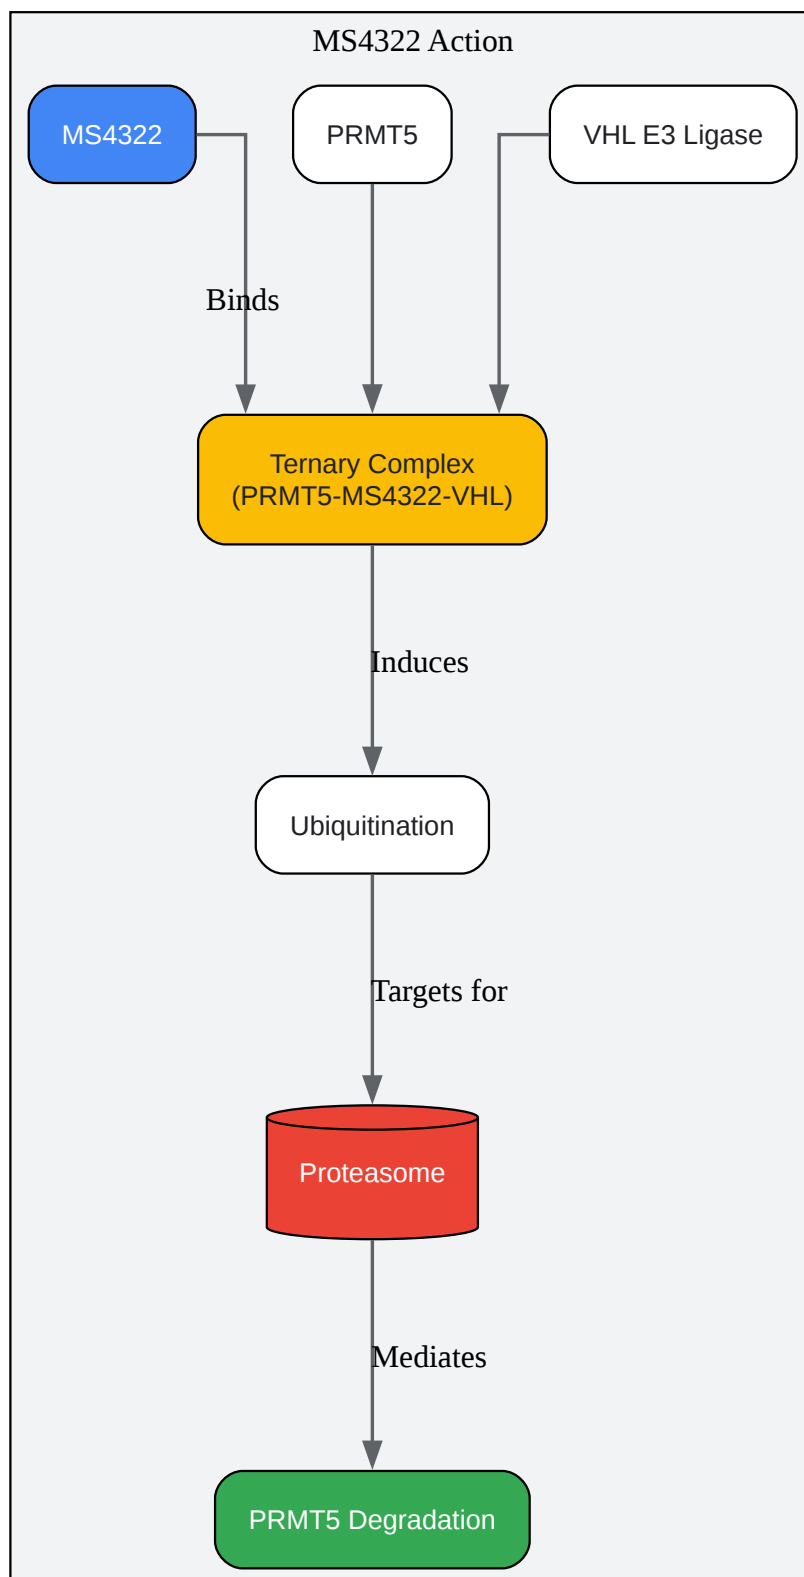 MS4322 Action
MS4322
PRMT5
VHL E3 Ligase
Binds
Ternary Complex
(PRMT5-MS4322-VHL)
Induces
Ubiquitination
Targets for
Proteasome
Mediates
PRMT5 Degradation